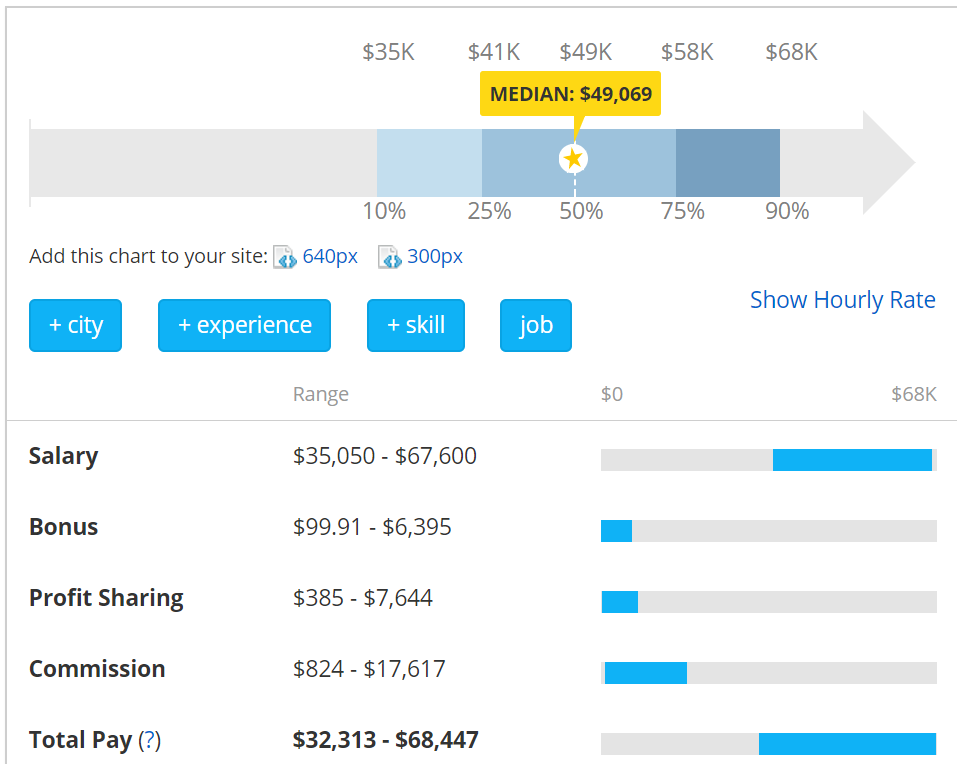 $35K $41K $49K $58K $68K
MEDIAN: $49,069
10% 25% 50% 75% 90%
Add this chart to your site: 640px 300px
Show Hourly Rate
+ city + experience + skill job
Range $0 $68K
Salary $35,050 - $67,600
Bonus $99.91 - $6,395
Profit Sharing $385 - $7,644
Commission $824 - $17,617
Total Pay (?) $32,313 - $68,447